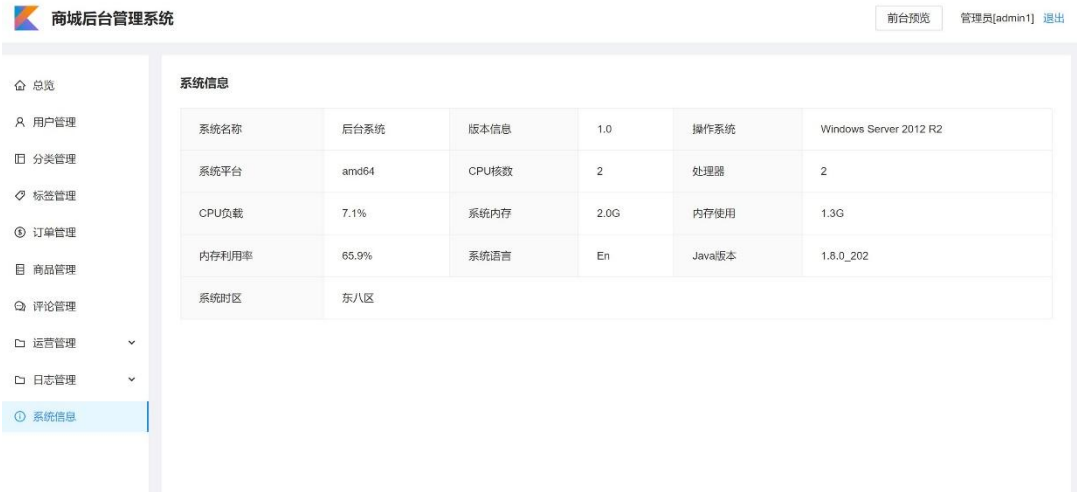 商城后台管理系统
前台预览 管理员[admin1] 退出
总览
用户管理
分类管理
标签管理
订单管理
商品管理
评论管理
运营管理
日志管理
系统信息
系统信息
系统名称 后台系统 版本信息 1.0 操作系统 Windows Server 2012 R2
系统平台 amd64 CPU核数 2 处理器 2
CPU负载 7.1% 系统内存 2.0G 内存使用 1.3G
内存利用率 65.9% 系统语言 En Java版本 1.8.0_202
系统时区 东八区